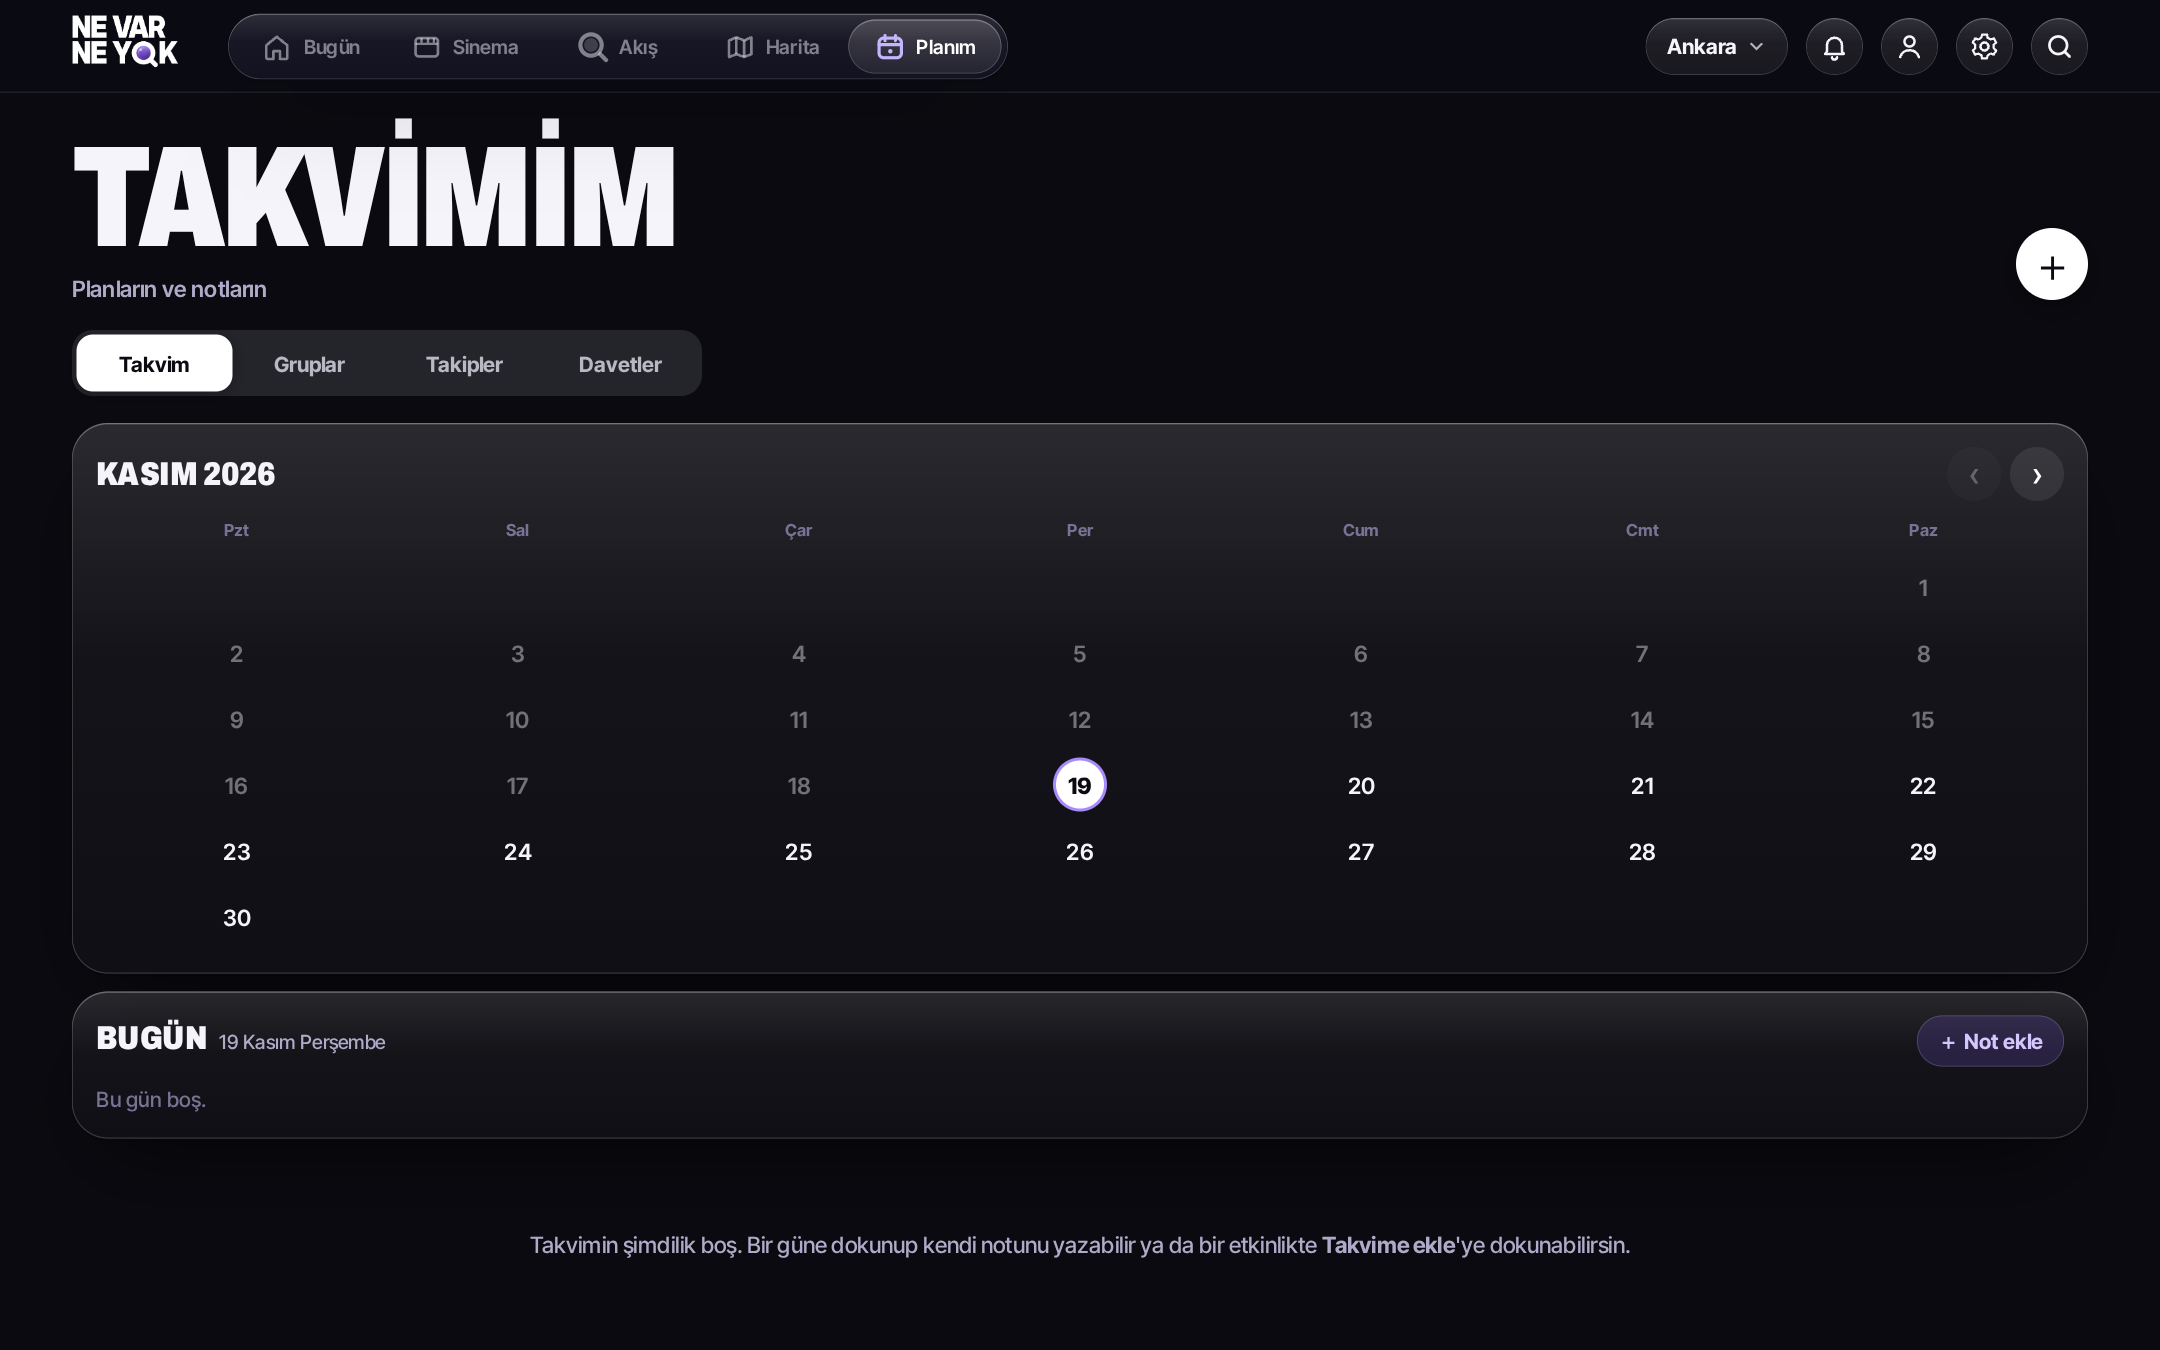 NE VAR
NE YOK
Bugün Sinema Akış Harita Planım
Ankara
TAKVİMİM
Planların ve notların
+
Takvim Gruplar Takipler Davetler
KASIM 2026
‹ ›
Pzt Sal Çar Per Cum Cmt Paz
1
2 3 4 5 6 7 8
9 10 11 12 13 14 15
16 17 18 19 20 21 22
23 24 25 26 27 28 29
30
BUGÜN 19 Kasım Perşembe
+ Not ekle
Bu gün boş.
Takvimin şimdilik boş. Bir güne dokunup kendi notunu yazabilir ya da bir etkinlikte Takvime ekle'ye dokunabilirsin.